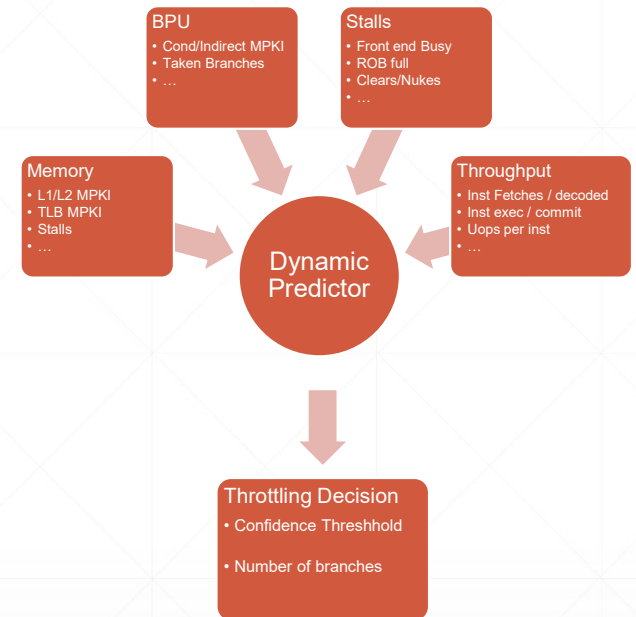 BPU
• Cond/Indirect MPKI
• Taken Branches
• …
Stalls
• Front end Busy
• ROB full
• Clears/Nukes
• …
Memory
• L1/L2 MPKI
• TLB MPKI
• Stalls
• …
Throughput
• Inst Fetches / decoded
• Inst exec / commit
• Uops per inst
• …
Dynamic
Predictor
Throttling Decision
• Confidence Threshhold
• Number of branches